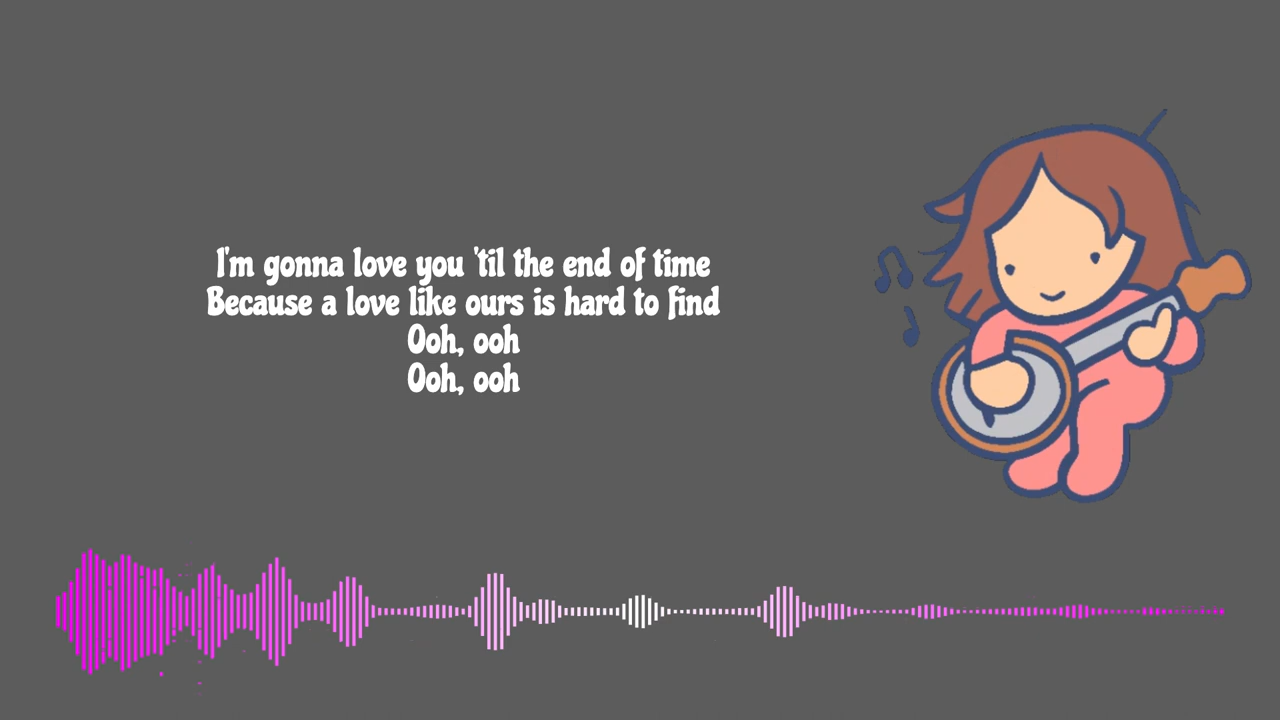 I'm gonna love you 'til the end of time
Because a love like ours is hard to find
Ooh, ooh
Ooh, ooh